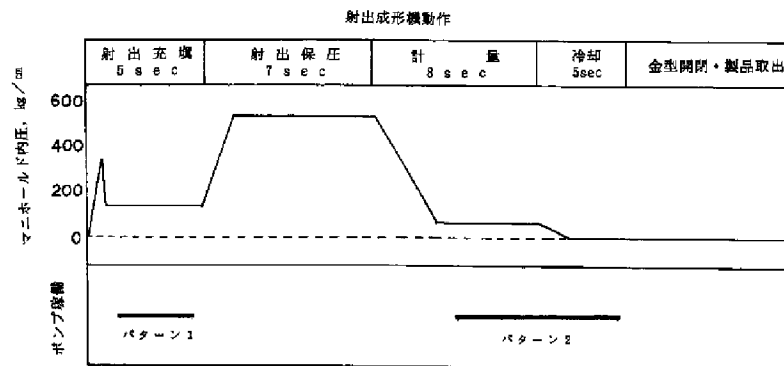 射出成形機動作
射出充填
5sec
射出保圧
7sec
計量
8sec
冷却
5sec
金型開閉・製品取出
マニホールド内圧, kg/㎝
600
400
200
0
ポンプ稼働
パターン1
パターン2